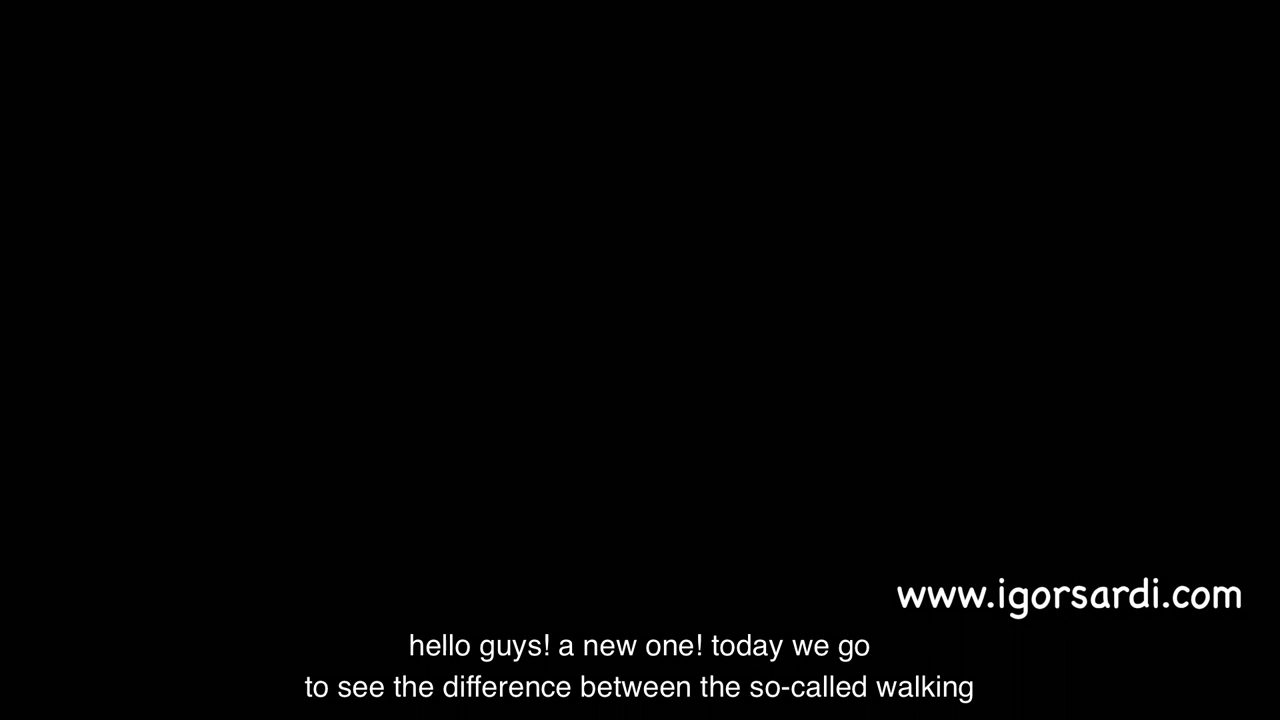 www.igorsardi.com
hello guys! a new one! today we go
to see the difference between the so-called walking